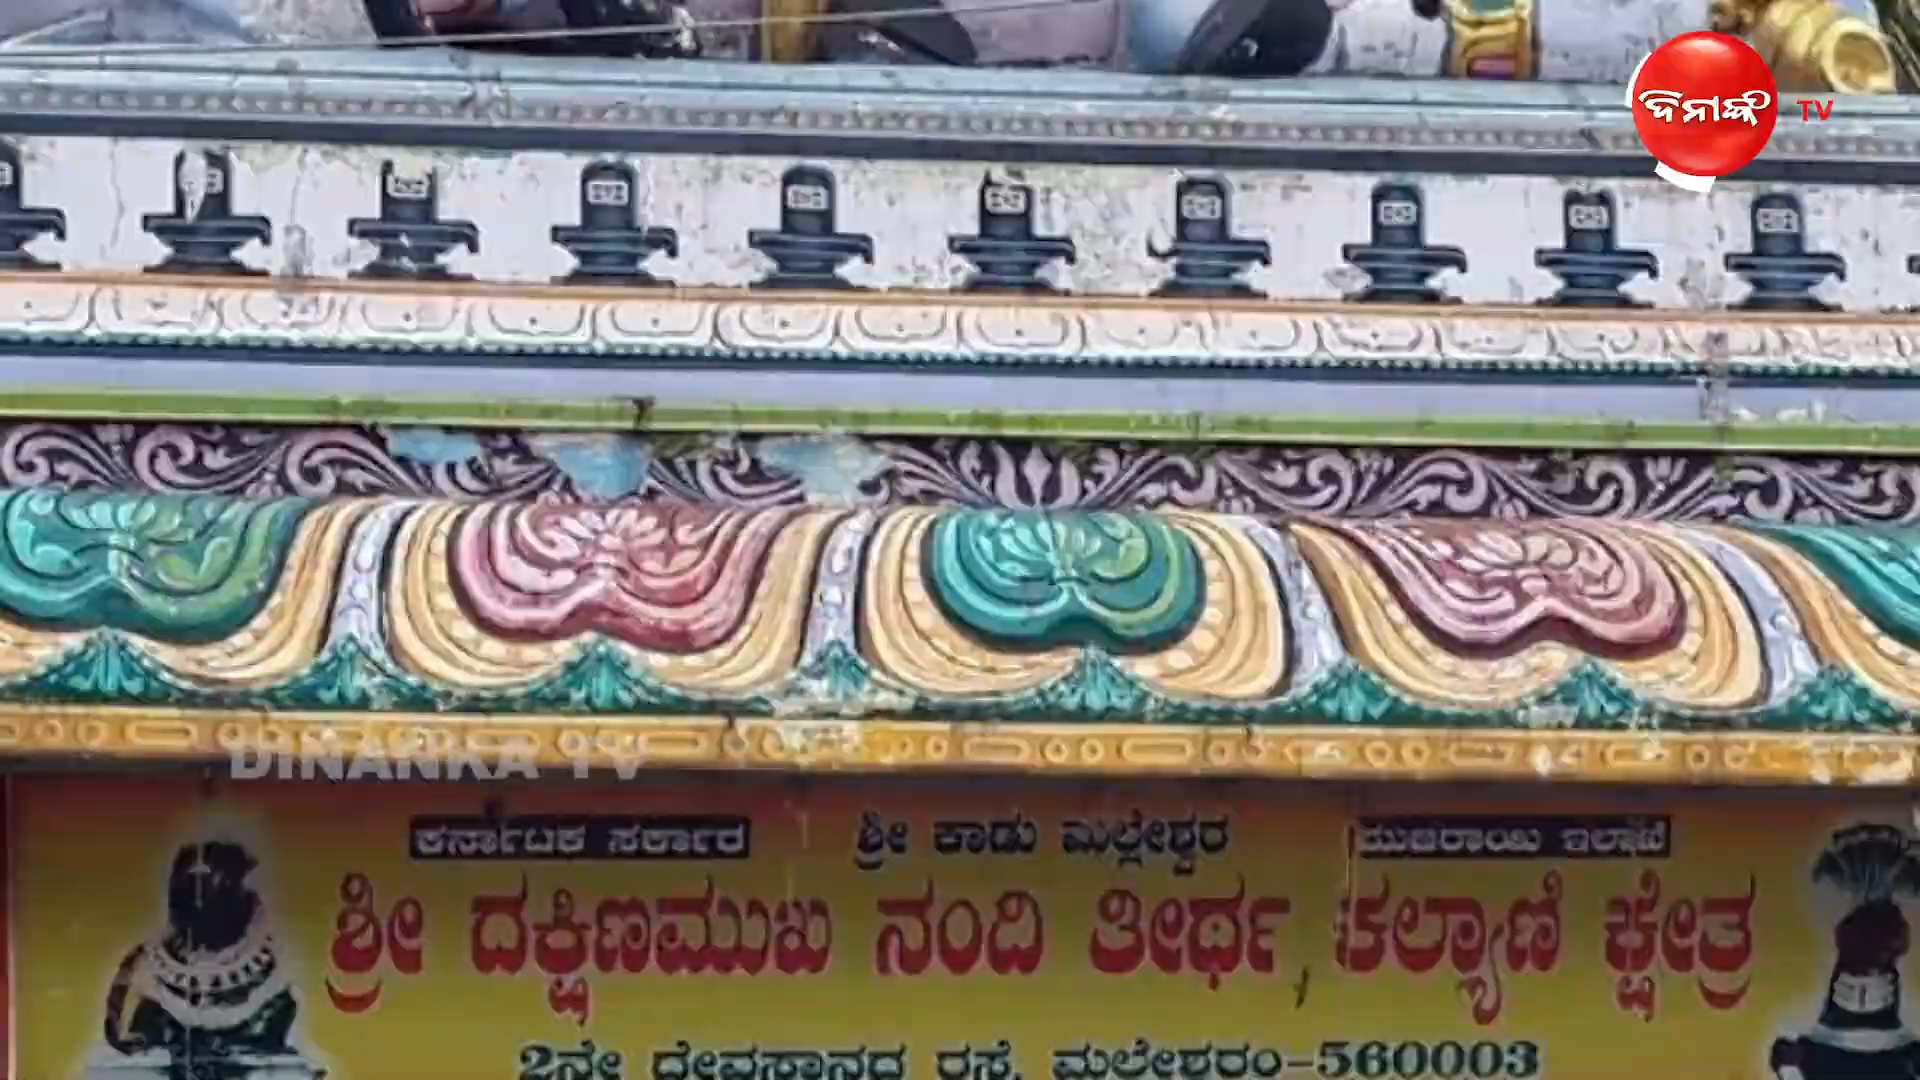 ଦିନାଙ୍କ TV
DINANKA TV
ಕರ್ನಾಟಕ ಸರ್ಕಾರ ಶ್ರೀ ಕಾಡು ಮಲ್ಲೇಶ್ವರ ಮುಜರಾಯಿ ಇಲಾಖೆ
ಶ್ರೀ ದಕ್ಷಿಣಮುಖ ನಂದಿ ತೀರ್ಥ ಕಲ್ಯಾಣಿ ಕ್ಷೇತ್ರ
2ನೇ ದೇವಸ್ಥಾನದ ರಸ್ತೆ, ಮಲ್ಲೇಶ್ವರಂ-560003